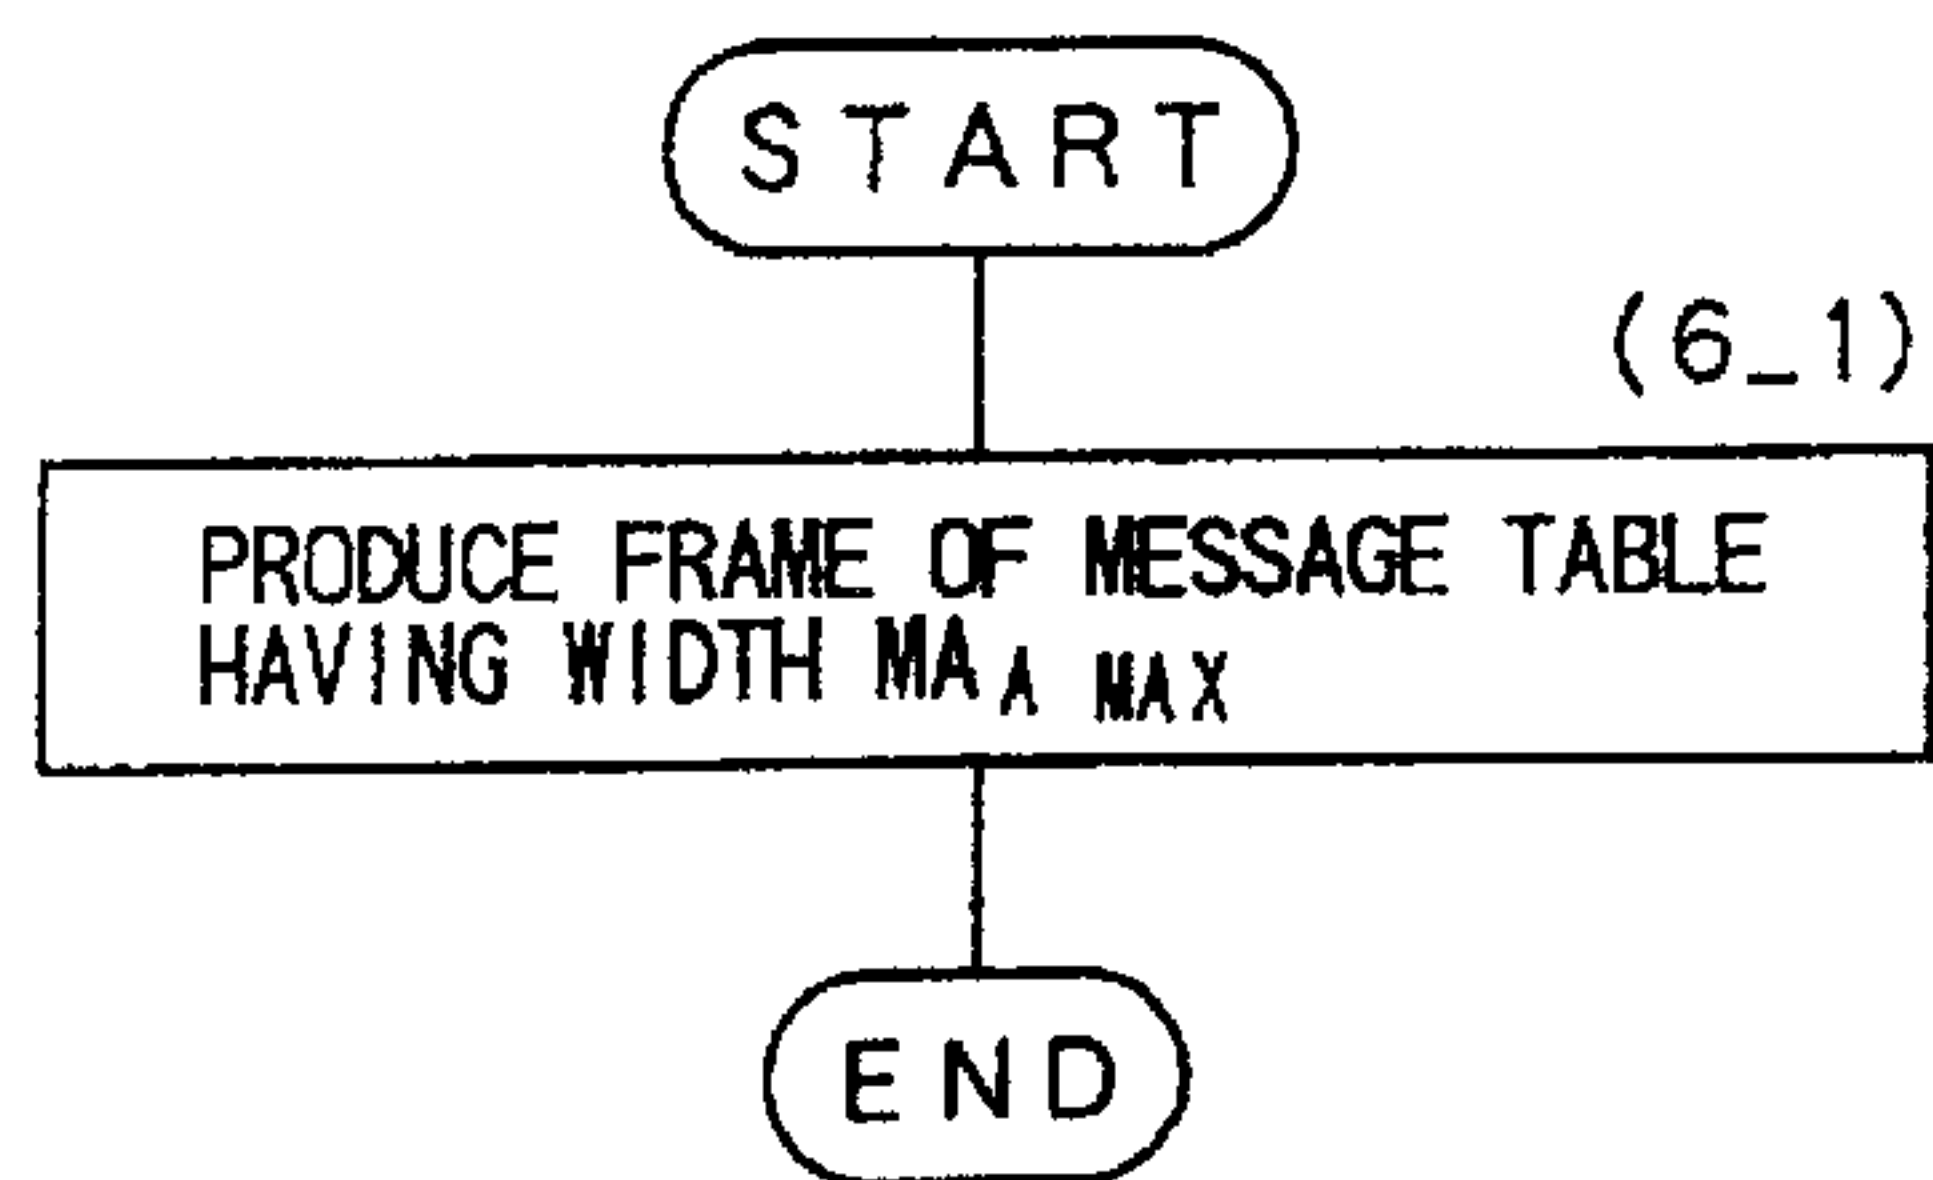 START
(6_1)
PRODUCE FRAME OF MESSAGE TABLE
HAVING WIDTH MA A MAX
END